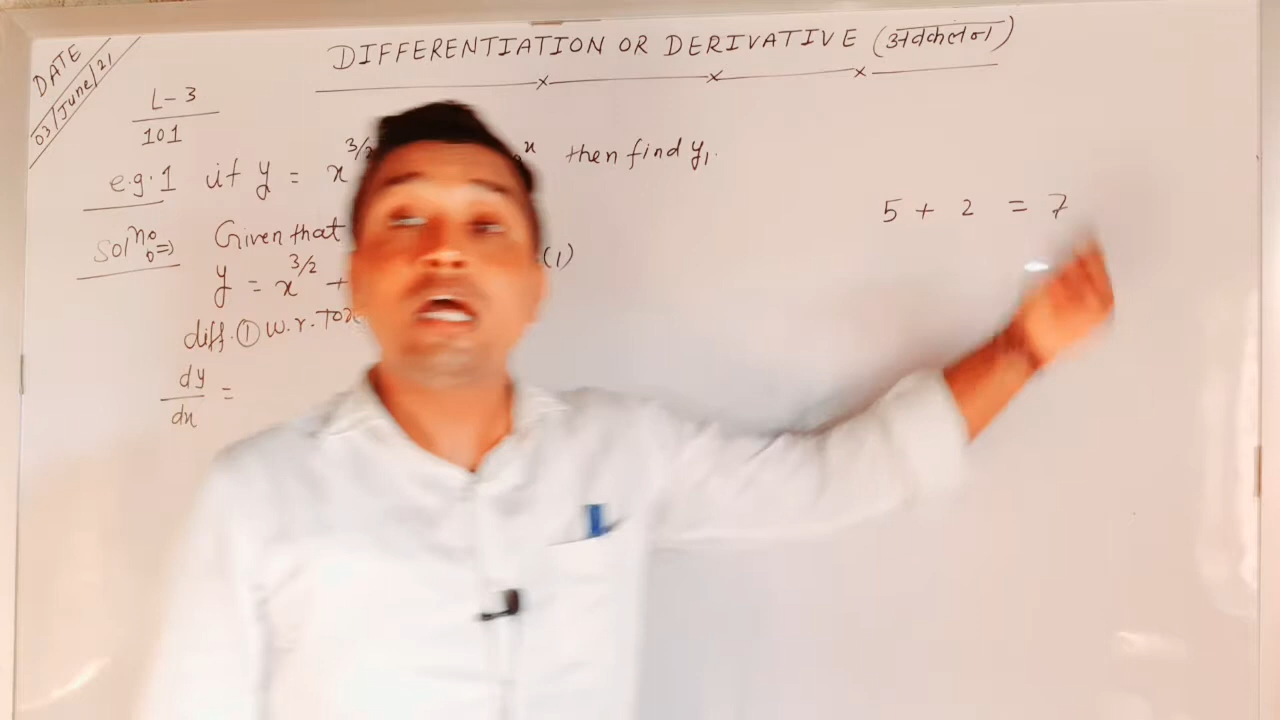 DATE
03/June/21
DIFFERENTIATION OR DERIVATIVE (अवकलन)
L-3
101
e.g.1 if y = x^3/2 x then find y₁.
Solⁿ⇒ Given that
y = x^3/2 + (1)
diff. ① w.r. To x
dy/dx =
5 + 2 = 7